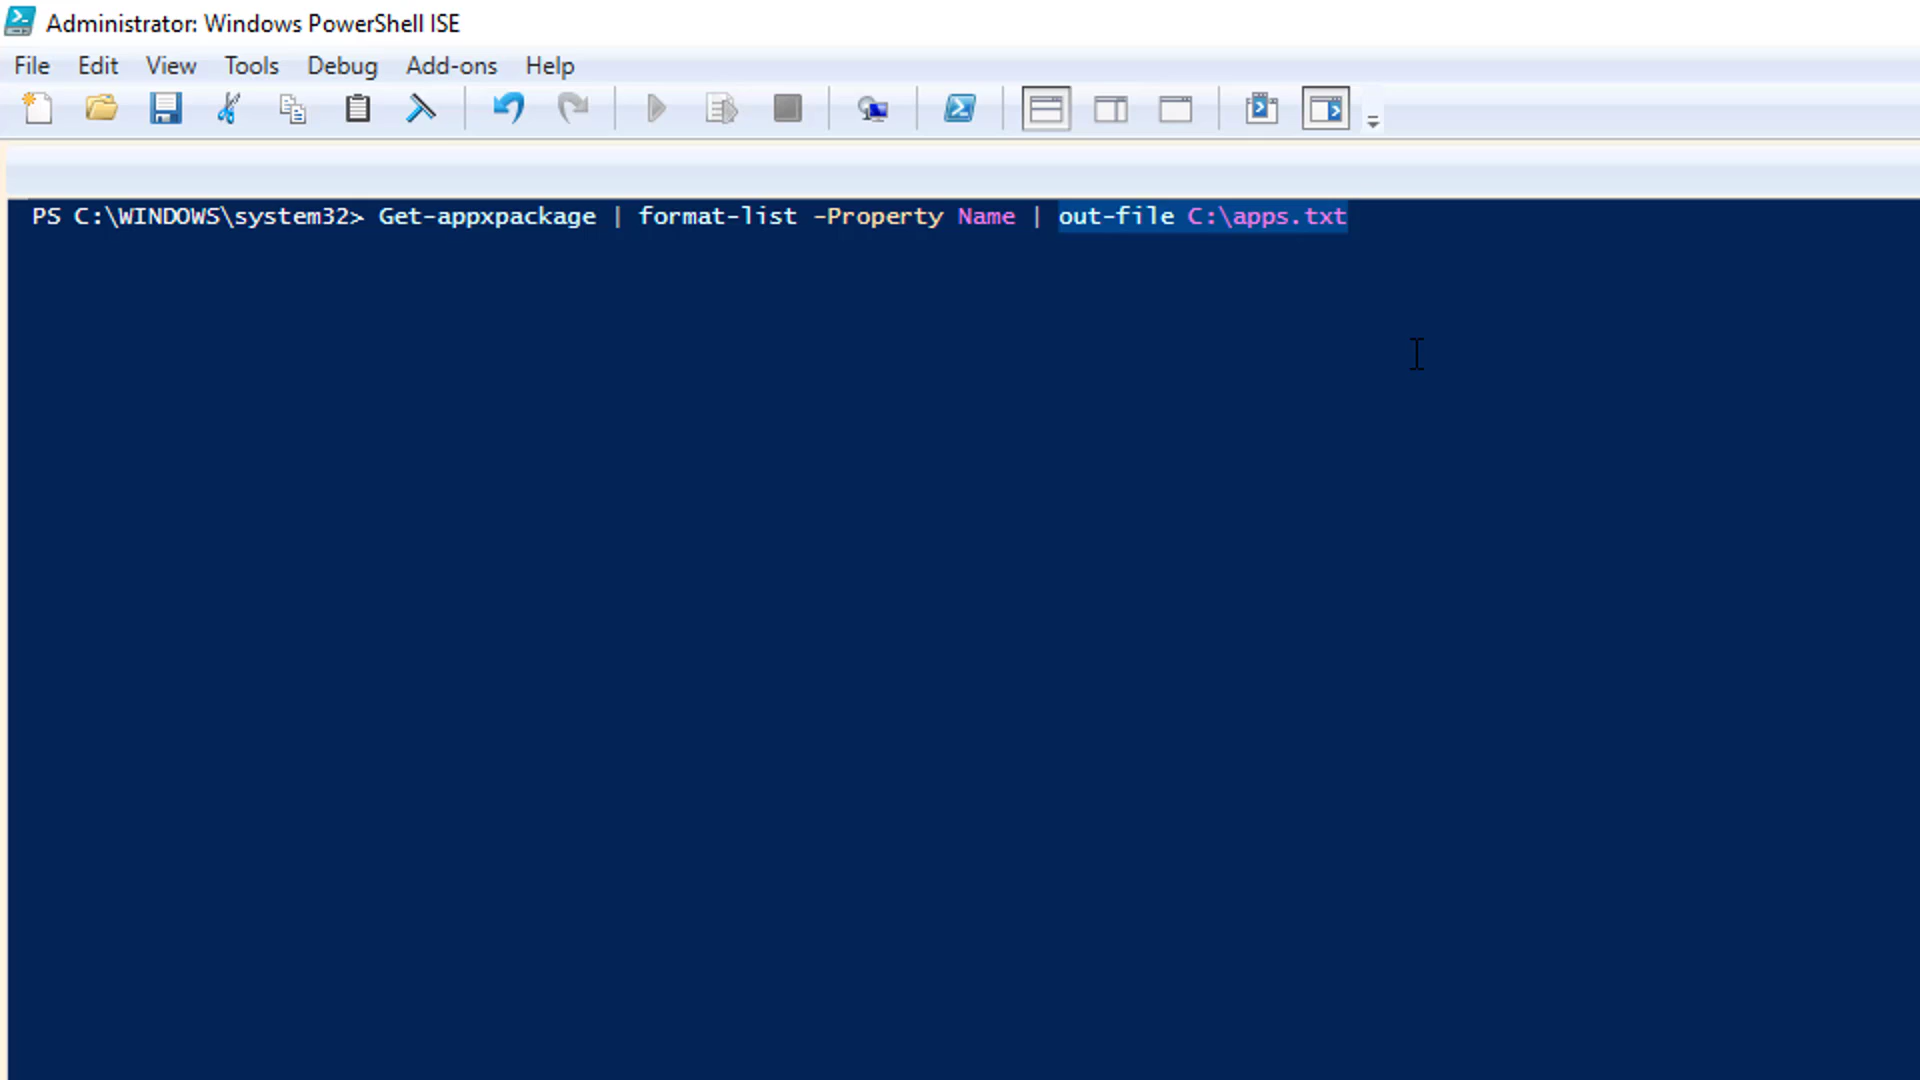 Administrator: Windows PowerShell ISE
File Edit View Tools Debug Add-ons Help
PS C:\WINDOWS\system32> Get-appxpackage | format-list -Property Name | out-file C:\apps.txt